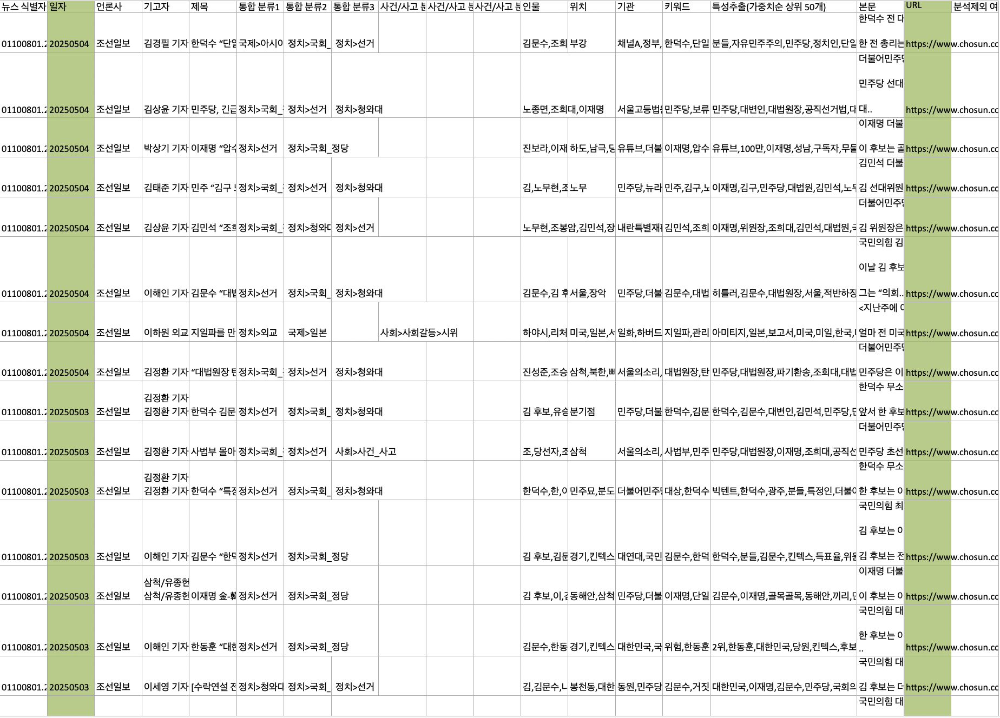 뉴스 식별자 일자 언론사 기고자 제목 통합 분류1 통합 분류2 통합 분류3 사건/사고 사건/사고 사건/사고 인물 위치 기관 키워드 특성추출(가중치순 상위 50개) 본문 URL 분석제외 여
한덕수 전 대
01100801.2 20250504 조선일보 김경필 기자 한덕수 “단일 국제>아시아 정치>국회_ 정치>선거 김문수,조희 부강 채널A,정부, 한덕수,단일 분들,자유민주주의,민주당,정치인,단일 한 전 총리는 https://www.chosun.cc
더불어민주당
민주당 선대
01100801.2 20250504 조선일보 김상윤 기자 민주당, 긴급 정치>국회_ 정치>선거 정치>청와대 노종면,조희대,이재명 서울고등법원 민주당,보류 민주당,대변인,대법원장,공직선거법,대 대.. https://www.chosun.cc
이재명 더불
01100801.2 20250504 조선일보 박상기 기자 이재명 “압수 정치>선거 정치>국회_정당 진보라,이재 하도,남극,당 유튜브,더불 이재명,압수 유튜브,100만,이재명,성남,구독자,무 이 후보는 골 https://www.chosun.cc
김민석 더불
01100801.2 20250504 조선일보 김태준 기자 민주 “김구 정치>국회_ 정치>선거 정치>청와대 김,노무현,조 노무 민주당,뉴라 민주,김구,노 이재명,김구,민주당,대법원,김민석,노무 김 선대위원 https://www.chosun.cc
더불어민주당
01100801.2 20250504 조선일보 김상윤 기자 김민석 “조희 정치>국회_ 정치>청와대 정치>선거 노무현,조봉암,김민석,장 내란특별재판 김민석,조희 이재명,위원장,조희대,김민석,대법원, 김 위원장은 https://www.chosun.cc
국민의힘 김
이날 김 후보
01100801.2 20250504 조선일보 이해인 기자 김문수 “대법 정치>선거 정치>국회_ 정치>청와대 김문수,김 후 서울,장악 민주당,더불 김문수,대법 히틀러,김문수,대법원장,서울,적반하장 그는 “의회.. https://www.chosun.cc
<지난주에 이
01100801.2 20250504 조선일보 이하원 외교 지일파를 만 정치>외교 국제>일본 사회>사회갈등>시위 하야시,리처 미국,일본,서 일화,하버드 지일파,관리 아미티지,일본,보고서,미국,미일,한국, 얼마 전 미국 https://www.chosun.cc
더불어민주당
01100801.2 20250504 조선일보 김정환 기자 “대법원장 탄 정치>국회_ 정치>선거 정치>청와대 진성준,조승 삼척,북한, 서울의소리, 대법원장,탄 민주당,대법원장,파기환송,조희대,대법 민주당은 이 https://www.chosun.cc
한덕수 무소
김정환 기자
01100801.2 20250503 조선일보 김정환 기자 한덕수 김문 정치>선거 정치>국회_ 정치>청와대 김 후보,유승 분기점 민주당,더불 한덕수,김문 한덕수,김문수,대변인,김민석,민주당,단 앞서 한 후보 https://www.chosun.cc
더불어민주당
01100801.2 20250503 조선일보 김정환 기자 사법부 몰아 정치>국회_ 정치>선거 사회>사건_사고 조,당선자,조 삼척 서울의소리, 사법부,민주 민주당,대법원장,이재명,조희대,공직선 민주당 초선 https://www.chosun.cc
한덕수 무소
김정환 기자
01100801.2 20250503 조선일보 김정환 기자 한덕수 “특정 정치>선거 정치>국회_ 정치>청와대 한덕수,한,이 민주묘,분도 더불어민주당 대상,한덕수 빅텐트,한덕수,광주,분들,특정인,더불어 한 후보는 이 https://www.chosun.cc
국민의힘 최
김 후보는 이
01100801.2 20250503 조선일보 이해인 기자 김문수 “한덕 정치>선거 정치>국회_정당 김 후보,김문 경기,킨텍스 대연대,국민 김문수,한덕 한덕수,분들,김문수,킨텍스,득표율,위원 김 후보는 전 https://www.chosun.cc
이재명 더불
삼척/유종헌
01100801.2 20250503 조선일보 삼척/유종헌 이재명 金-韓 정치>선거 정치>국회_정당 김 후보,이,김 동해안,삼척 민주당,더불 이재명,단일 김문수,이재명,골목골목,동해안,끼리,단 이 후보는 이 https://www.chosun.cc
국민의힘 대
한 후보는 이
01100801.2 20250503 조선일보 이해인 기자 한동훈 “대한 정치>선거 정치>국회_정당 김문수,한동 경기,킨텍스 대한민국,국 위험,한동훈 2위,한동훈,대한민국,당원,킨텍스,후보 .. https://www.chosun.cc
국민의힘 대
01100801.2 20250503 조선일보 이세영 기자 [수락연설 전 정치>청와대 정치>국회_ 정치>선거 김,김문수,나 봉천동,대한 동원,민주당 김문수,거짓 대한민국,이재명,김문수,민주당,국회의 김 후보는 더 https://www.chosun.cc
국민의힘 대